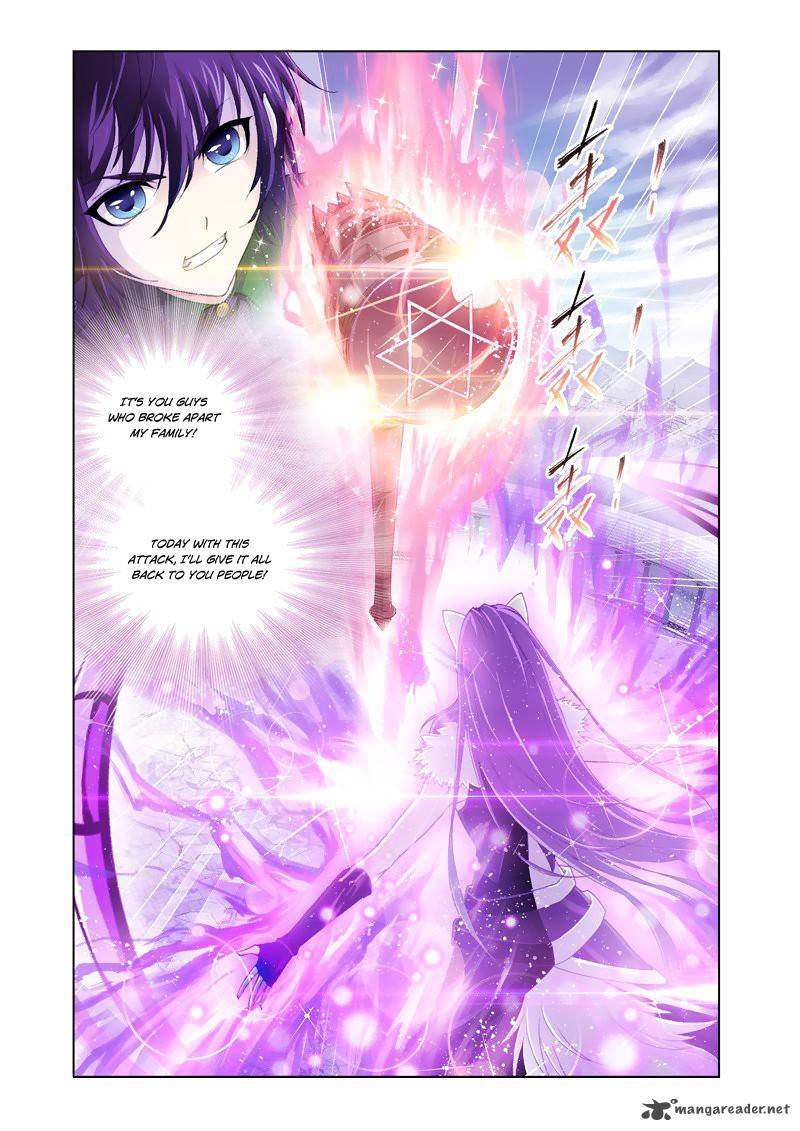 IT'S YOU GUYS
WHO BROKE APART
MY FAMILY!
TODAY WITH THIS
ATTACK, I'LL GIVE IT ALL
BACK TO YOU PEOPLE!
轰!
轰!
轰!
mangareader.net